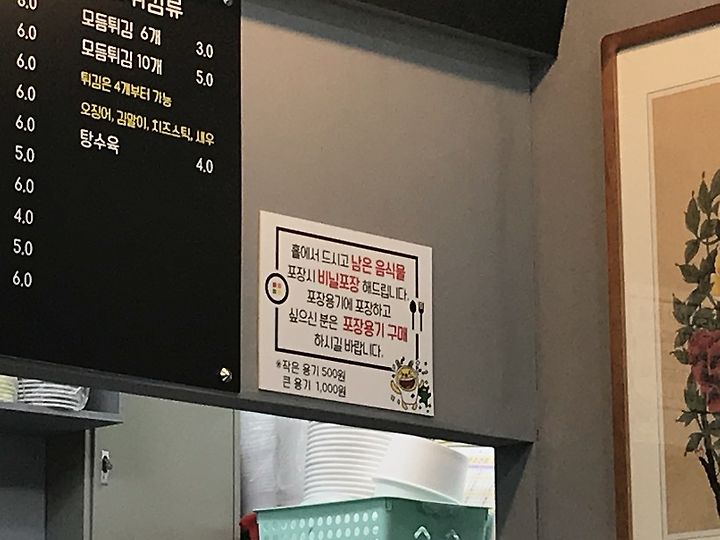 6.0
6.0
6.0
6.0
5.0
6.0
4.0
5.0
6.0
모듬튀김 6개 3.0
모듬튀김 10개 5.0
튀김은 4개부터 가능
오징어, 김말이, 치즈스틱, 새우
탕수육 4.0
홀에서 드시고 남은 음식물
포장시 비닐포장 해드립니다.
포장용기에 포장하고
싶으신 분은 포장용기 구매
하시길 바랍니다.
*작은 용기 500원
큰 용기 1,000원